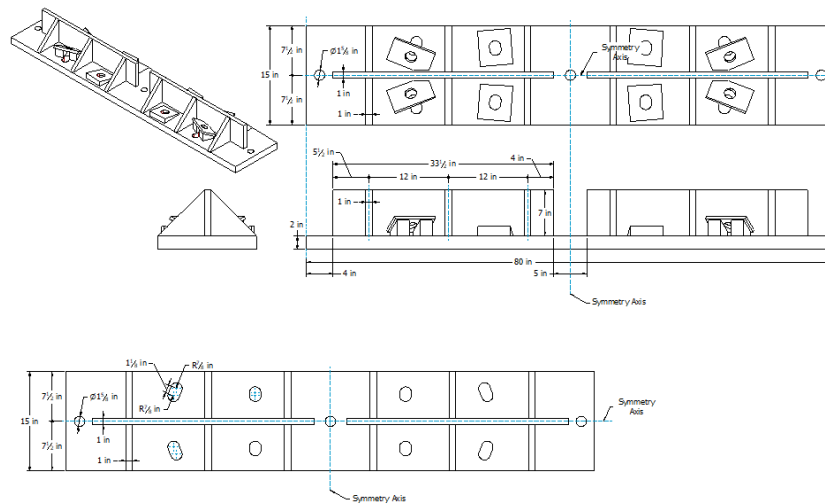 7½ in
15 in
7½ in
Ø1⅝ in
1 in
1 in
Symmetry
Axis
5½ in
33½ in
4 in
12 in
12 in
1 in
7 in
2 in
80 in
4 in
5 in
Symmetry Axis
1⅛ in
R⅞ in
7½ in
Ø1⅝ in
R⅞ in
15 in
1 in
7½ in
1 in
Symmetry
Axis
Symmetry Axis